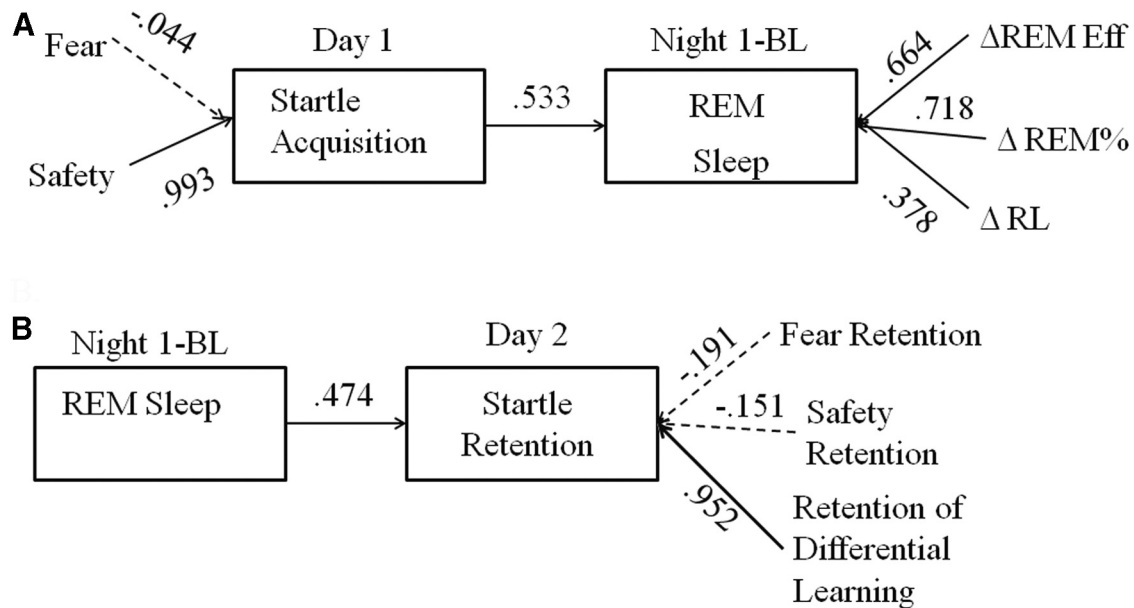 A
Fear
-.044
Day 1
Night 1-BL
.664
ΔREM Eff
Startle
Acquisition
.533
REM
Sleep
.718
Δ REM%
Safety
.993
.378
Δ RL
B.
B
Night 1-BL
Day 2
-.191
Fear Retention
REM Sleep
.474
Startle
Retention
-.151
Safety
Retention
.952
Retention of
Differential
Learning